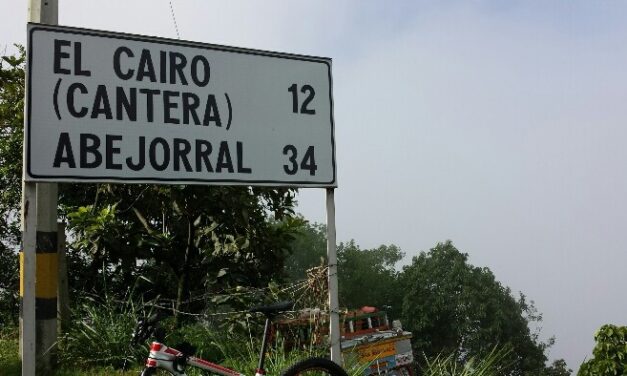 EL CAIRO 12
(CANTERA)
ABEJORRAL 34